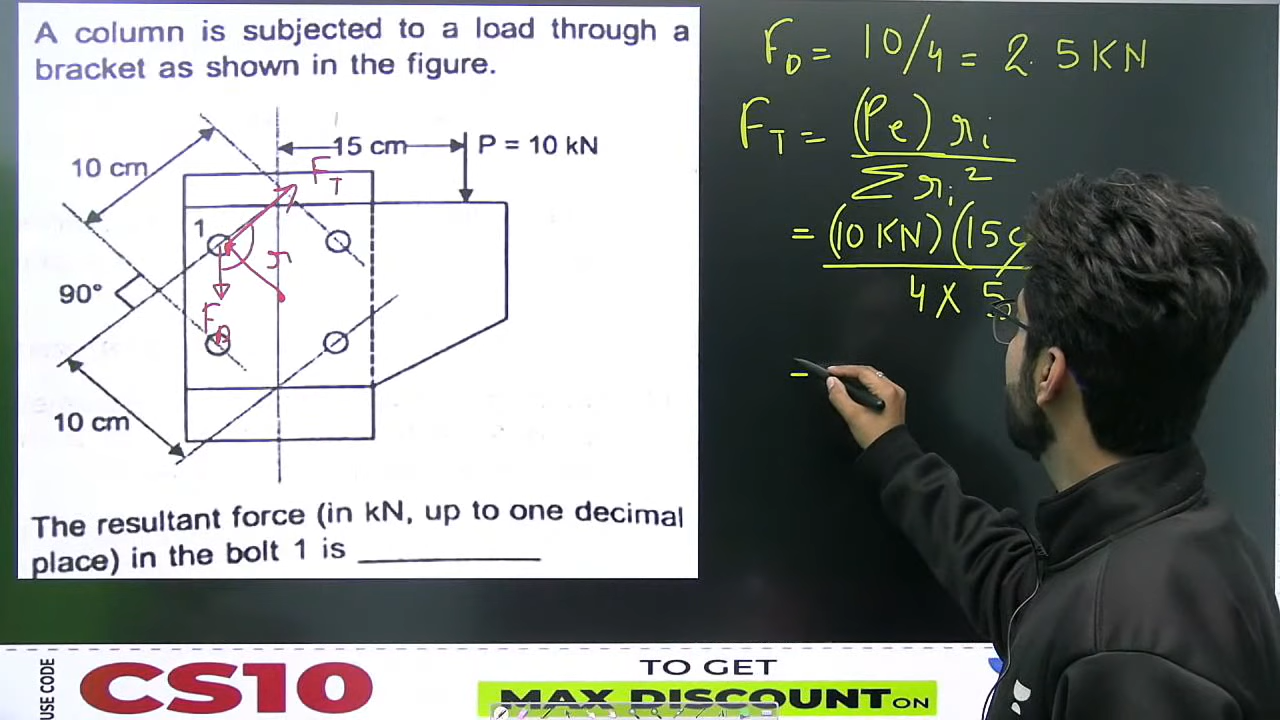 A column is subjected to a load through a
bracket as shown in the figure.
10 cm
15 cm
P = 10 kN
F_T
1
r
90°
F_D
10 cm
The resultant force (in kN, up to one decimal
place) in the bolt 1 is ____________
F_D = 10/4 = 2.5 KN
F_T = (Pe) r_i
Σ r_i²
= (10 KN) (15
4 × 5
=
USE CODE
CS10
TO GET
MAX DISCOUNT ON